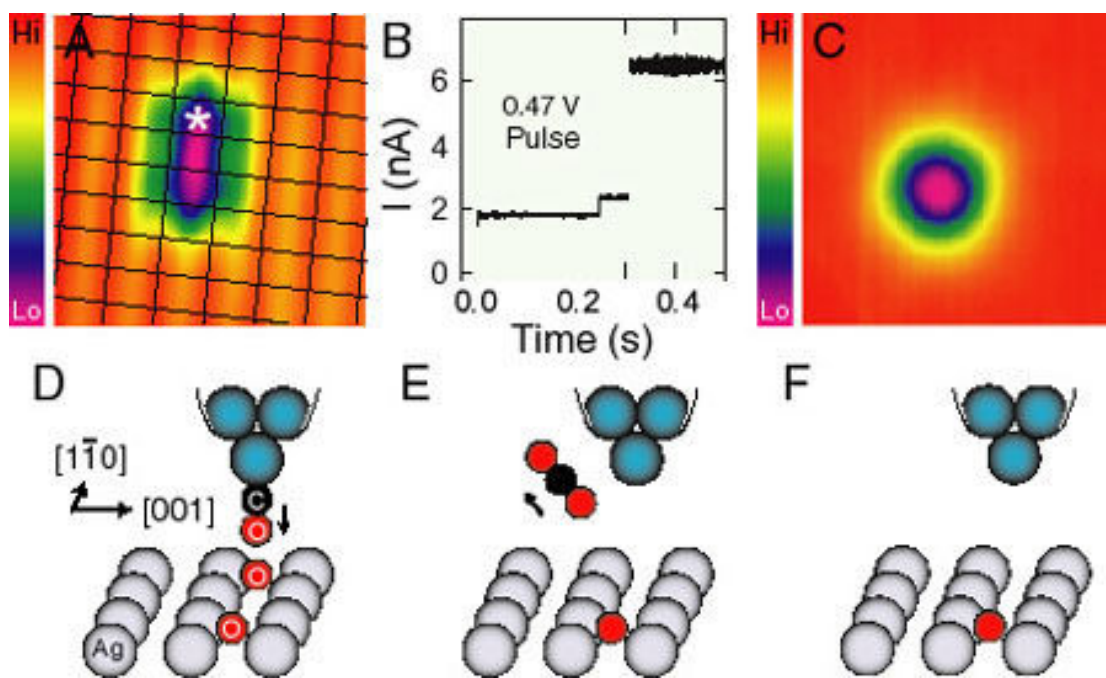 Hi
A
*
Lo
B
I (nA)
6
4
2
0
0.47 V
Pulse
0.0
0.2
0.4
Time (s)
Hi
C
Lo
D
[11̄0]
[001]
C
O
O
O
Ag
E
F